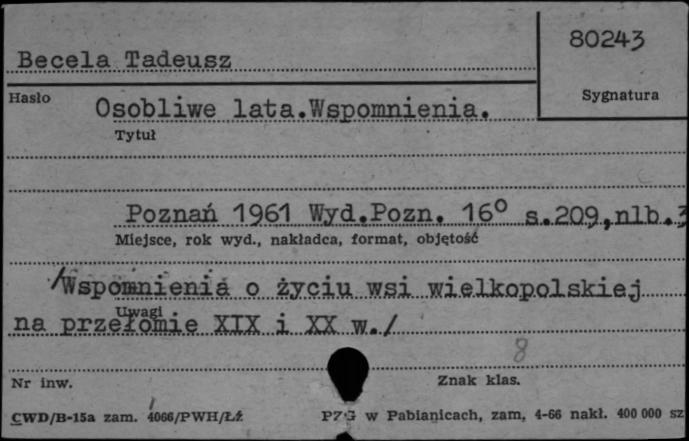 80243
Becela Tadeusz
Hasło
Sygnatura
Osobliwe lata.Wspomnienia.
Tytuł
Poznań 1961 Wyd.Pozn. 16° s.209,nlb.3
Miejsce, rok wyd., nakładca, format, objętość
/Wspomnienia o życiu wsi wielkopolskiej
Uwagi
na przełomie XIX i XX w./
8
Nr inw.
Znak klas.
CWD/B-15a zam. 4066/PWH/Łź
PZG w Pabianicach, zam, 4-66 nakł. 400 000 sz